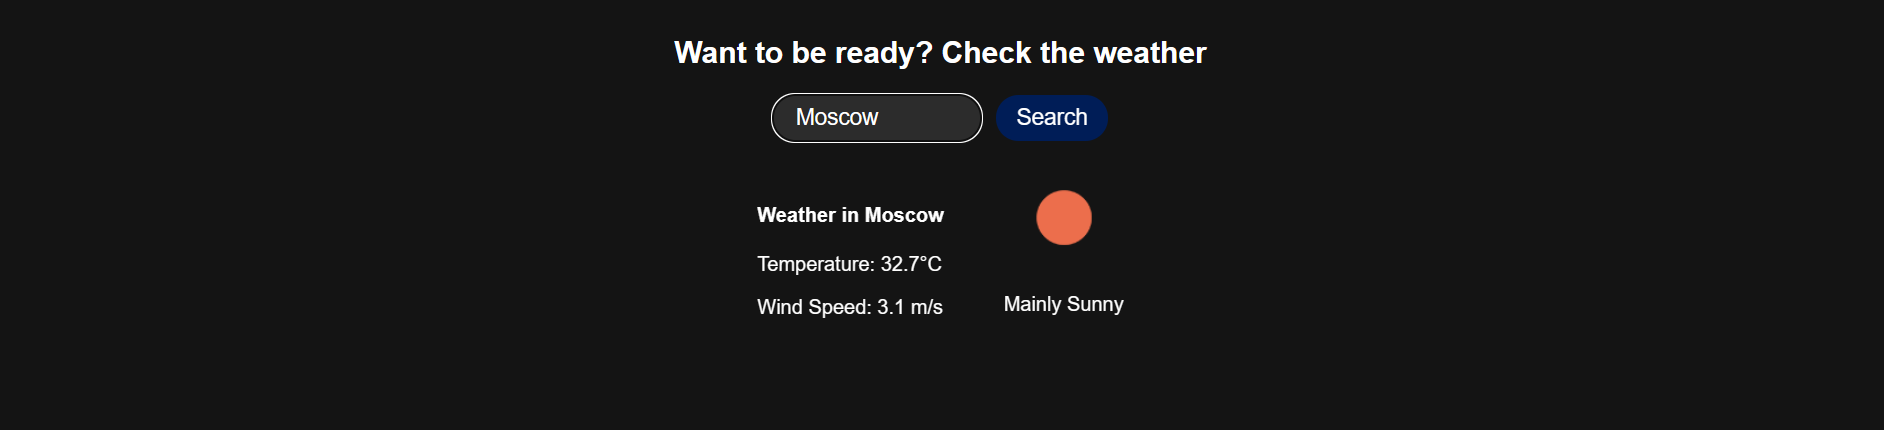 Want to be ready? Check the weather
Moscow
Search
Weather in Moscow
Temperature: 32.7°C
Wind Speed: 3.1 m/s
Mainly Sunny